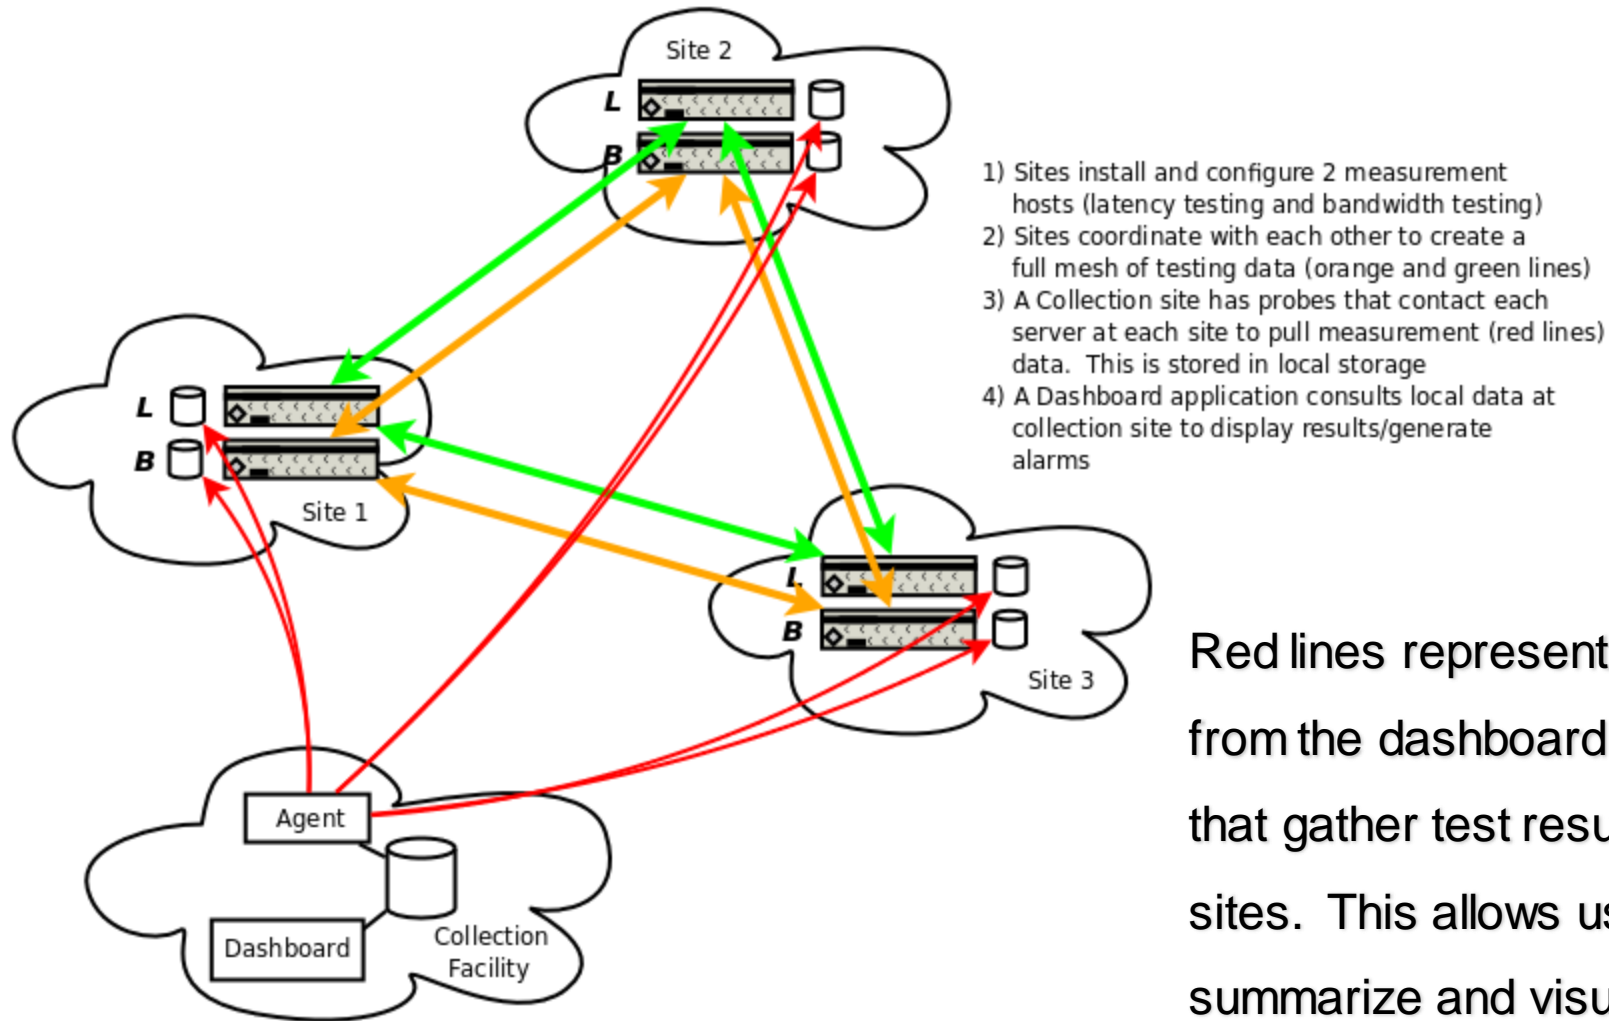 Site 2
L
B
1) Sites install and configure 2 measurement
hosts (latency testing and bandwidth testing)
2) Sites coordinate with each other to create a
full mesh of testing data (orange and green lines)
3) A Collection site has probes that contact each
server at each site to pull measurement (red lines)
data. This is stored in local storage
4) A Dashboard application consults local data at
collection site to display results/generate
alarms
L
B
Site 1
L
B
Site 3
Red lines represent
from the dashboard
that gather test resu
sites. This allows us
summarize and visu
Agent
Dashboard
Collection
Facility